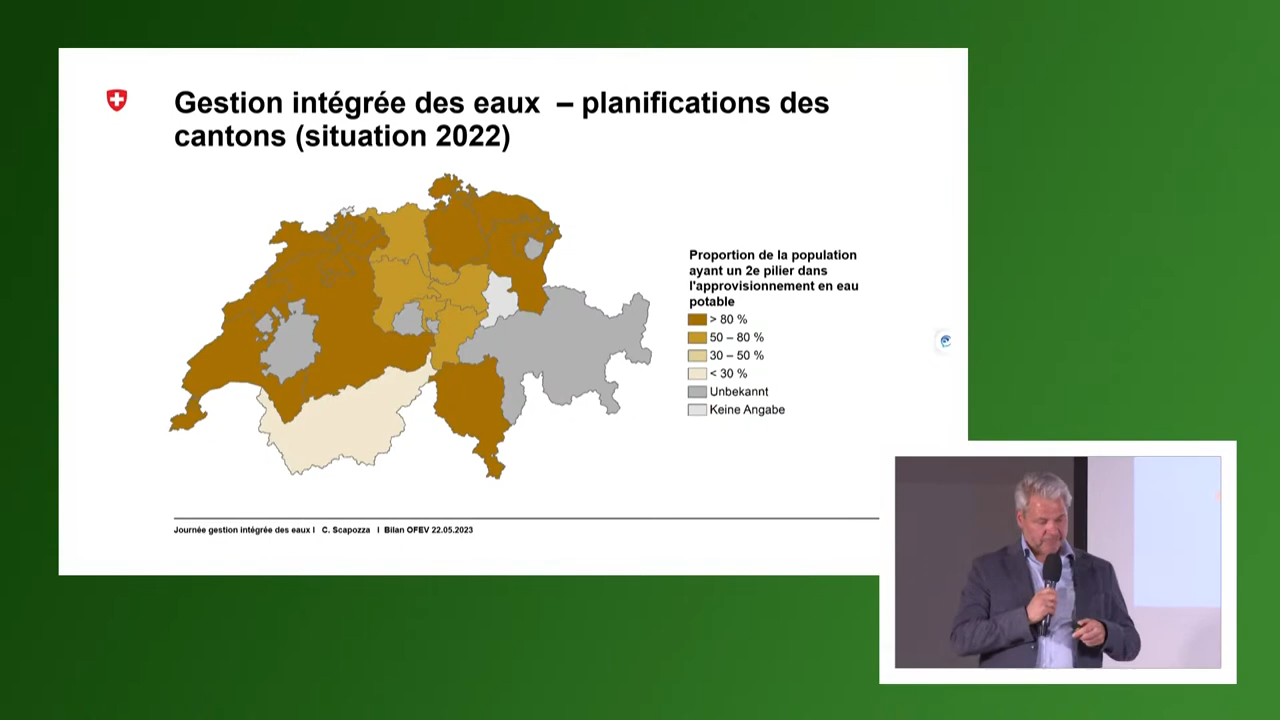 Gestion intégrée des eaux – planifications des
cantons (situation 2022)
Proportion de la population
ayant un 2e pilier dans
l'approvisionnement en eau
potable
> 80 %
50 – 80 %
30 – 50 %
< 30 %
Unbekannt
Keine Angabe
Journée gestion intégrée des eaux I C. Scapozza I Bilan OFEV 22.05.2023